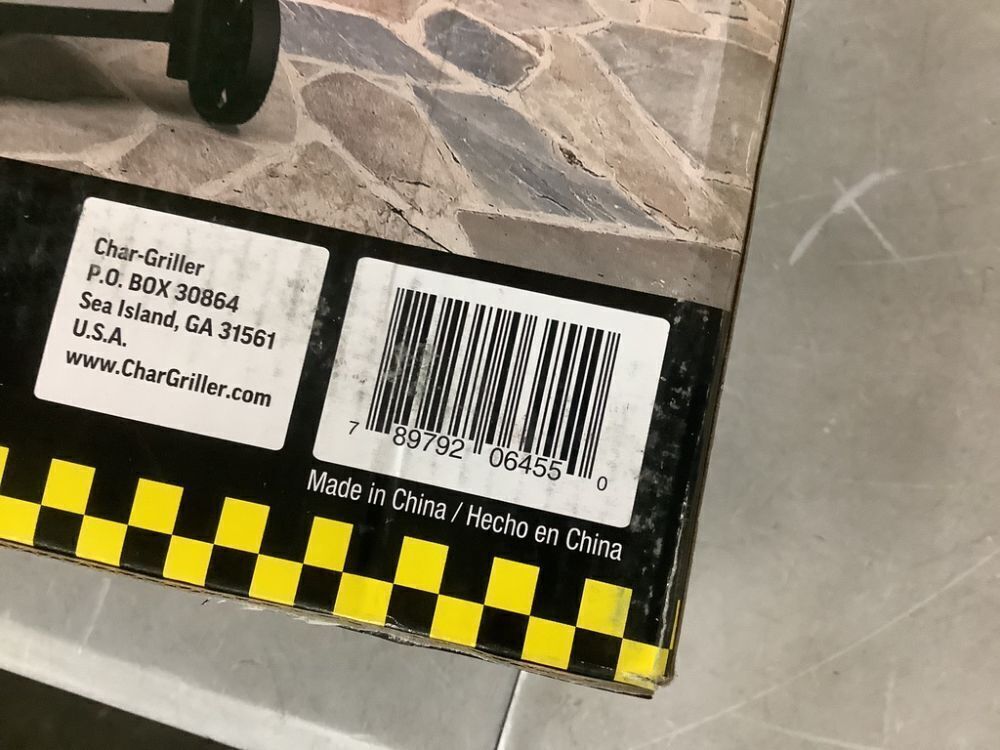 Char-Griller
P.O. BOX 30864
Sea Island, GA 31561
U.S.A.
www.CharGriller.com
7 89792 06455 0
Made in China / Hecho en China